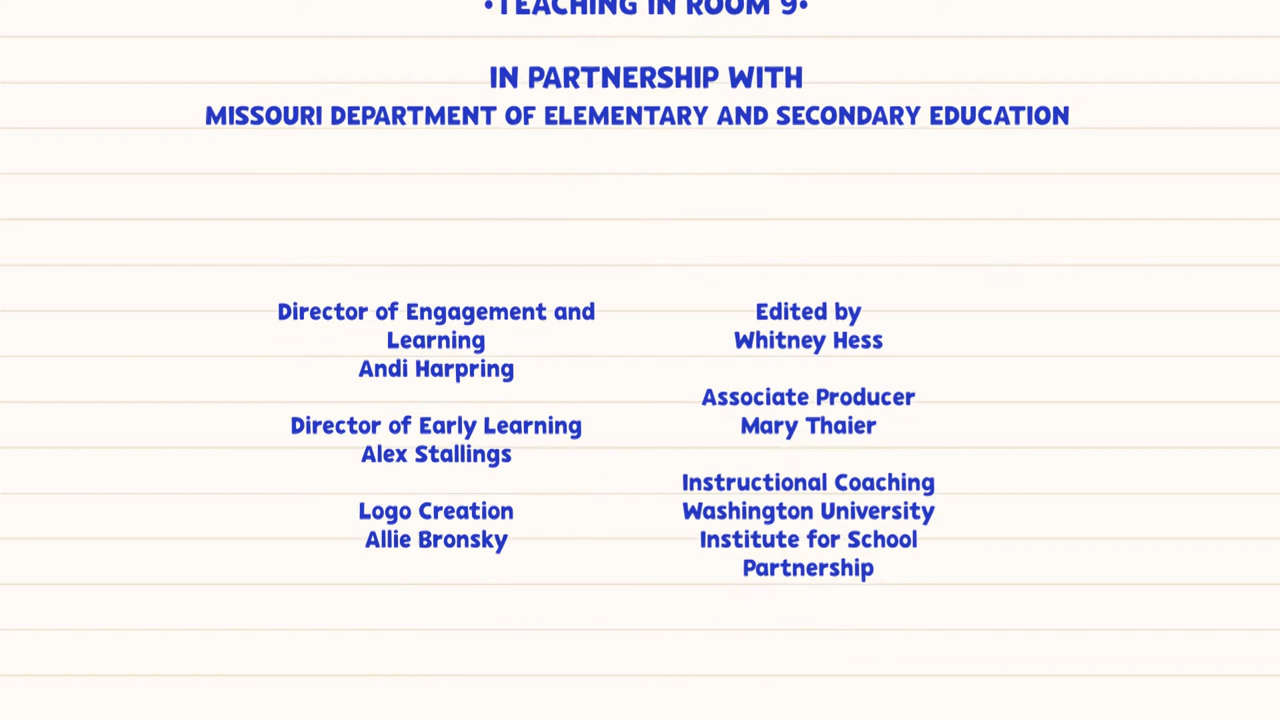 •TEACHING IN ROOM 9•
IN PARTNERSHIP WITH
MISSOURI DEPARTMENT OF ELEMENTARY AND SECONDARY EDUCATION
Director of Engagement and
Learning
Andi Harpring
Director of Early Learning
Alex Stallings
Logo Creation
Allie Bronsky
Edited by
Whitney Hess
Associate Producer
Mary Thaier
Instructional Coaching
Washington University
Institute for School
Partnership